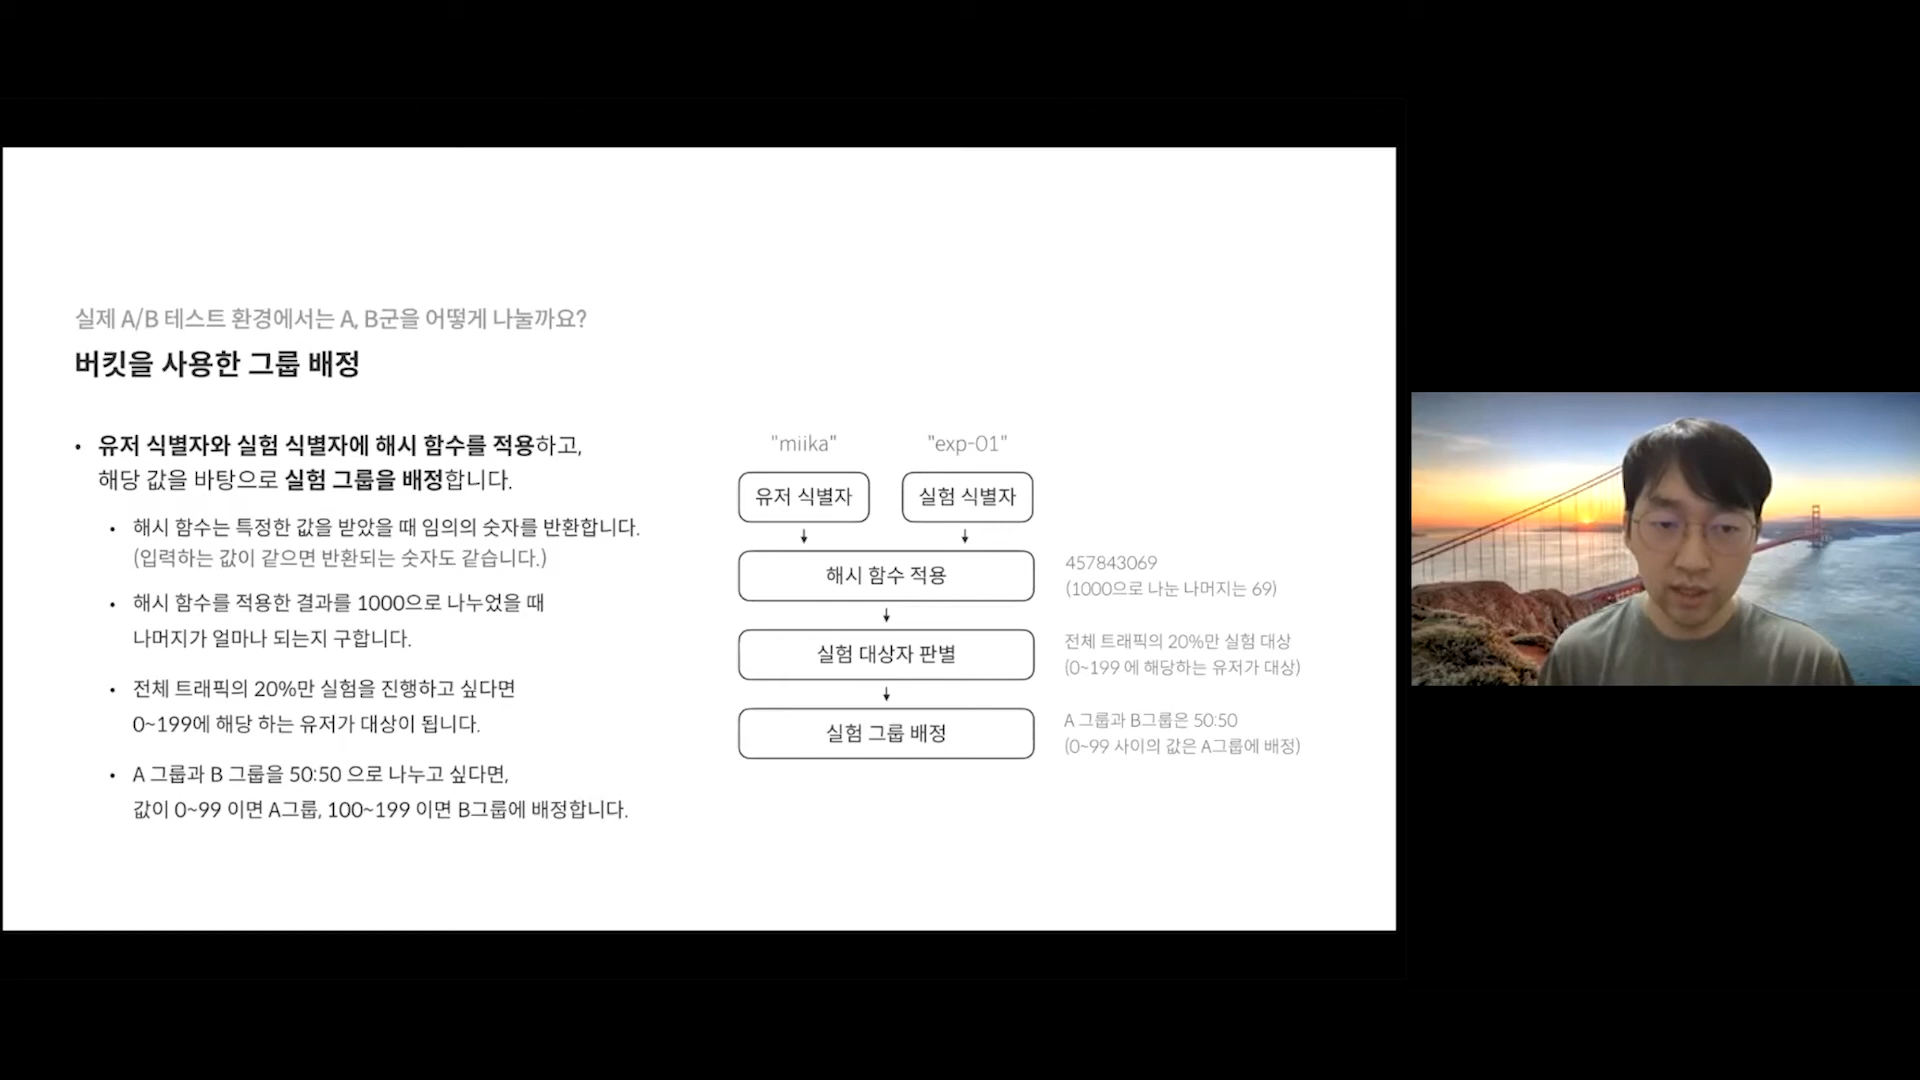 실제 A/B 테스트 환경에서는 A, B군을 어떻게 나눌까요?
버킷을 사용한 그룹 배정
• 유저 식별자와 실험 식별자에 해시 함수를 적용하고,
해당 값을 바탕으로 실험 그룹을 배정합니다.
• 해시 함수는 특정한 값을 받았을 때 임의의 숫자를 반환합니다.
(입력하는 값이 같으면 반환되는 숫자도 같습니다.)
• 해시 함수를 적용한 결과를 1000으로 나누었을 때
나머지가 얼마나 되는지 구합니다.
• 전체 트래픽의 20%만 실험을 진행하고 싶다면
0~199에 해당 하는 유저가 대상이 됩니다.
• A 그룹과 B 그룹을 50:50 으로 나누고 싶다면,
값이 0~99 이면 A그룹, 100~199 이면 B그룹에 배정합니다.
"miika"
"exp-01"
유저 식별자
실험 식별자
해시 함수 적용
457843069
(1000으로 나눈 나머지는 69)
실험 대상자 판별
전체 트래픽의 20%만 실험 대상
(0~199 에 해당하는 유저가 대상)
실험 그룹 배정
A 그룹과 B그룹은 50:50
(0~99 사이의 값은 A그룹에 배정)